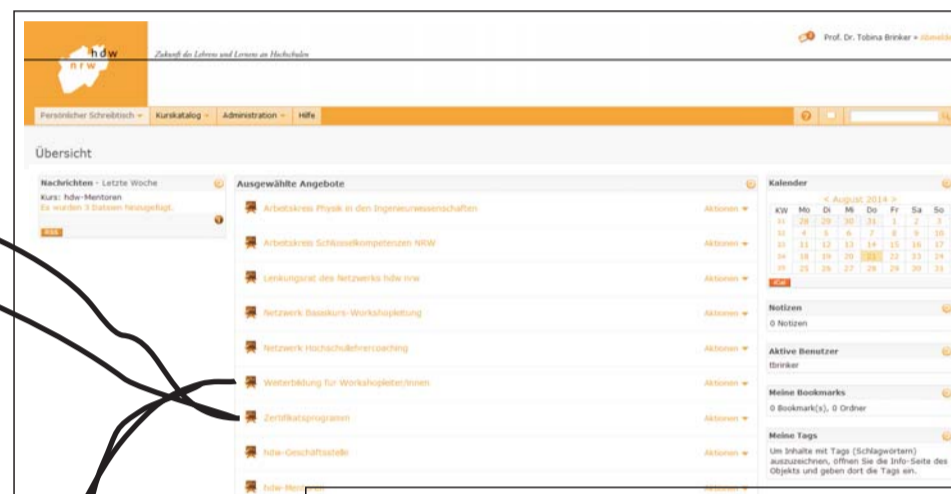 hdw
nrw
Zukunft des Lehrens und Lernens an Hochschulen
Prof. Dr. Tobina Brinker
Persönlicher Schreibtisch
Kurskatalog
Administration
Hilfe
Übersicht
Nachrichten - Letzte Woche
Kurs: hdw-Mentoren
Es wurden 3 Dateien hinzugefügt.
RSS
Ausgewählte Angebote
Arbeitskreis Physik in den Ingenieurwissenschaften Aktionen
Arbeitskreis Schlüsselkompetenzen NRW Aktionen
Lenkungsrat des Netzwerks hdw nrw Aktionen
Netzwerk Basiskurs-Workshopleitung Aktionen
Netzwerk Hochschullehrercoaching Aktionen
Weiterbildung für Workshopleiter/innen Aktionen
Zertifikatsprogramm Aktionen
hdw-Geschäftsstelle Aktionen
hdw-Mentoren
Kalender
< August 2014 >
KW Mo Di Mi Do Fr Sa So
31 28 29 30 31 1 2 3
32 4 5 6 7 8 9 10
33 11 12 13 14 15 16 17
34 18 19 20 21 22 23 24
35 25 26 27 28 29 30 31
iCal
Notizen
0 Notizen
Aktive Benutzer
tbrinker
Meine Bookmarks
0 Bookmark(s), 0 Ordner
Meine Tags
Um Inhalte mit Tags (Schlagwörtern)
auszuzeichnen, öffnen Sie die Info-Seite des
Objekts und geben dort die Tags ein.